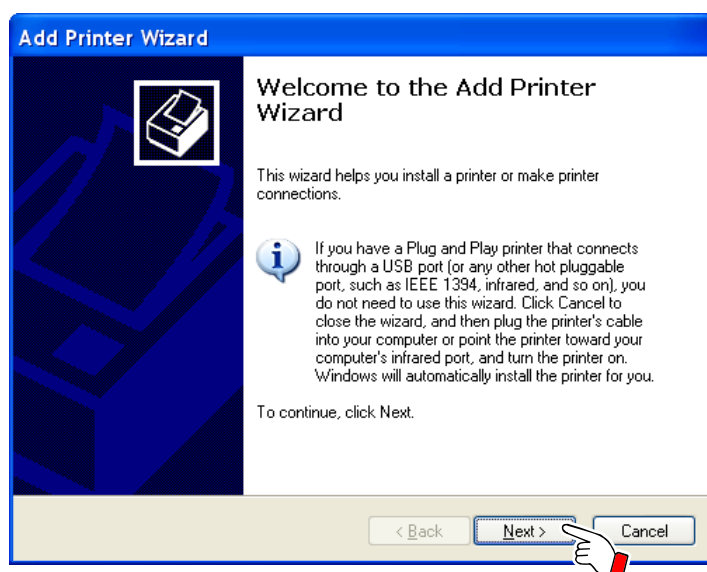 Add Printer Wizard
Welcome to the Add Printer
Wizard
This wizard helps you install a printer or make printer
connections.
If you have a Plug and Play printer that connects
through a USB port (or any other hot pluggable
port, such as IEEE 1394, infrared, and so on), you
do not need to use this wizard. Click Cancel to
close the wizard, and then plug the printer's cable
into your computer or point the printer toward your
computer's infrared port, and turn the printer on.
Windows will automatically install the printer for you.
To continue, click Next.
< Back Next > Cancel